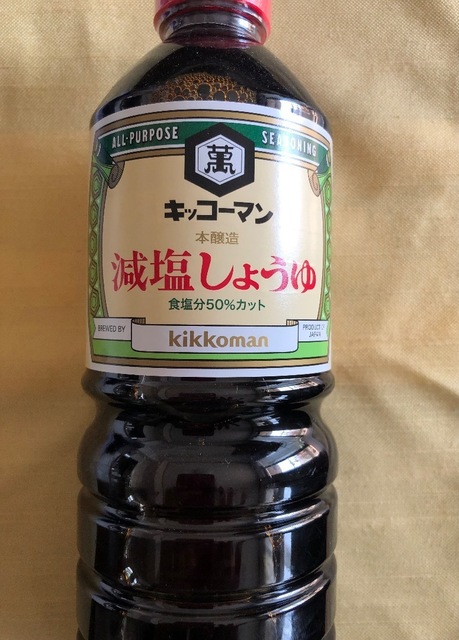 ALL-PURPOSE SEASONING
萬
キッコーマン
本醸造
減塩しょうゆ
食塩分50%カット
BREWED BY
kikkoman
PRODUCT OF
JAPAN